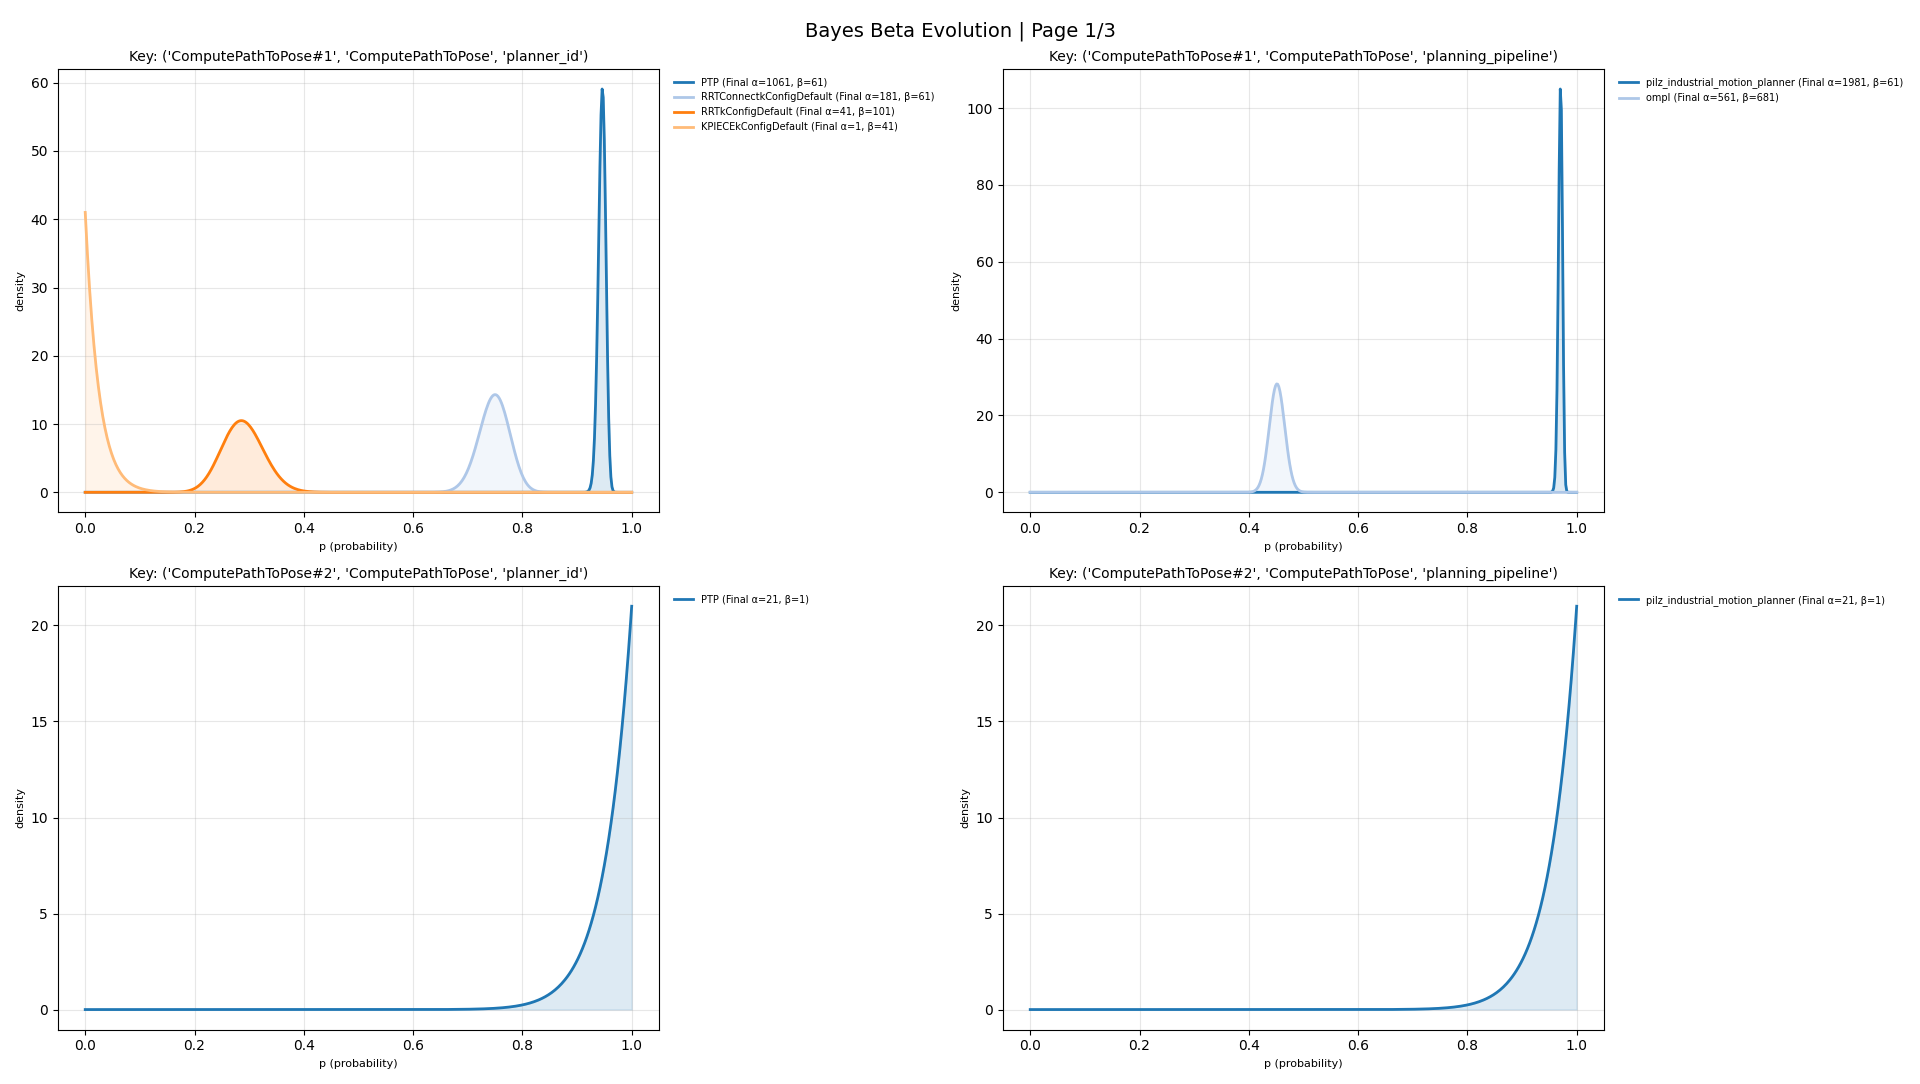 Bayes Beta Evolution | Page 1/3
Key: ('ComputePathToPose#1', 'ComputePathToPose', 'planner_id')
60
50
40
30
20
10
0
density
0.0 0.2 0.4 0.6 0.8 1.0
p (probability)
PTP (Final α=1061, β=61)
RRTConnectkConfigDefault (Final α=181, β=61)
RRTkConfigDefault (Final α=41, β=101)
KPIECEkConfigDefault (Final α=1, β=41)
Key: ('ComputePathToPose#1', 'ComputePathToPose', 'planning_pipeline')
100
80
60
40
20
0
density
0.0 0.2 0.4 0.6 0.8 1.0
p (probability)
pilz_industrial_motion_planner (Final α=1981, β=61)
ompl (Final α=561, β=681)
Key: ('ComputePathToPose#2', 'ComputePathToPose', 'planner_id')
20
15
10
5
0
density
0.0 0.2 0.4 0.6 0.8 1.0
p (probability)
PTP (Final α=21, β=1)
Key: ('ComputePathToPose#2', 'ComputePathToPose', 'planning_pipeline')
20
15
10
5
0
density
0.0 0.2 0.4 0.6 0.8 1.0
p (probability)
pilz_industrial_motion_planner (Final α=21, β=1)